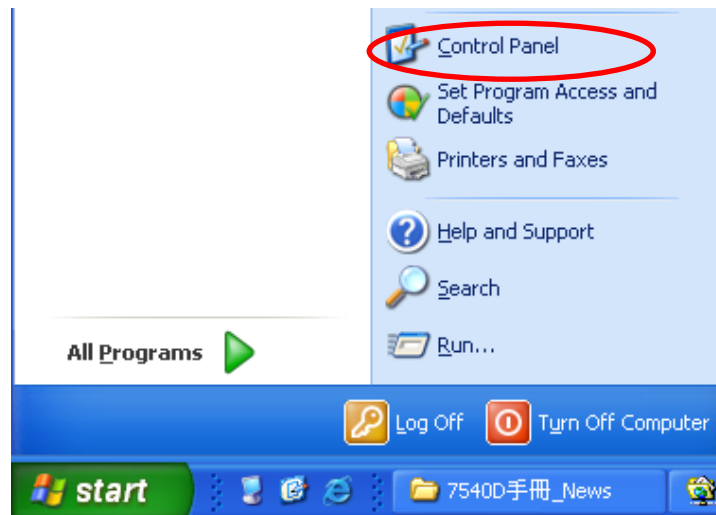 Control Panel
Set Program Access and
Defaults
Printers and Faxes
Help and Support
Search
All Programs
Run...
Log Off
Turn Off Computer
start
7540D手冊_News